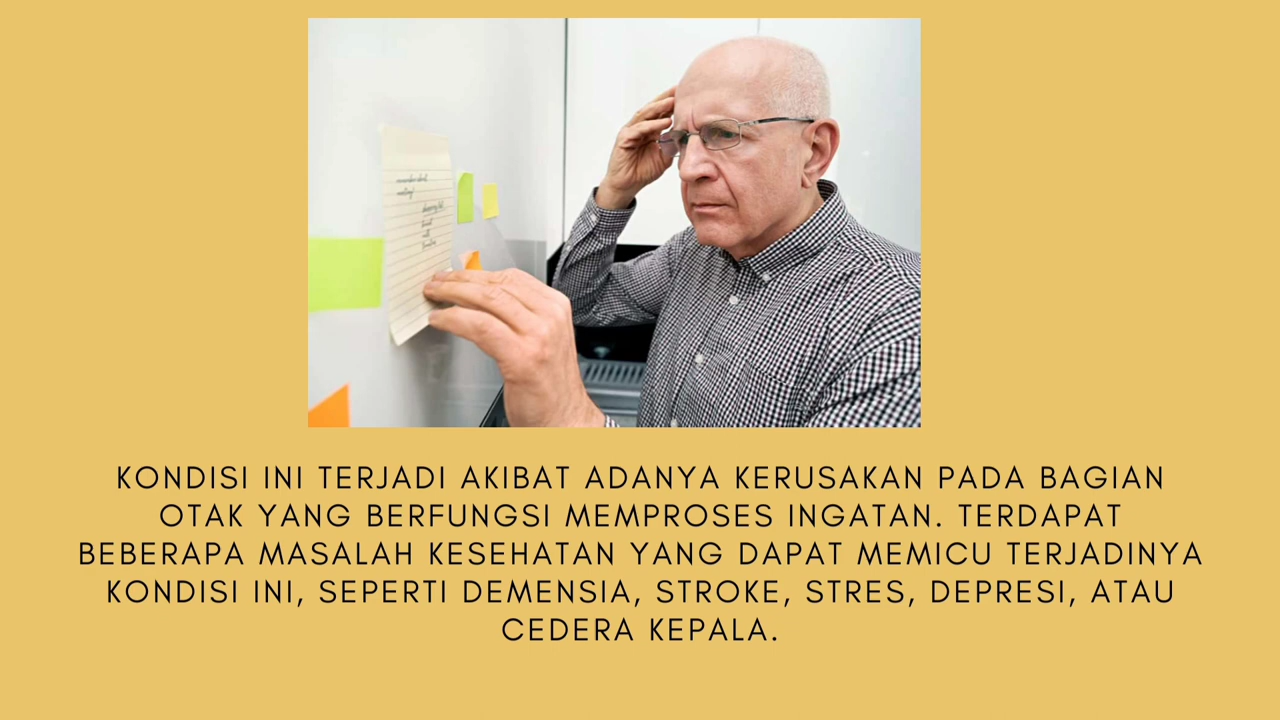 KONDISI INI TERJADI AKIBAT ADANYA KERUSAKAN PADA BAGIAN
OTAK YANG BERFUNGSI MEMPROSES INGATAN. TERDAPAT
BEBERAPA MASALAH KESEHATAN YANG DAPAT MEMICU TERJADINYA
KONDISI INI, SEPERTI DEMENSIA, STROKE, STRES, DEPRESI, ATAU
CEDERA KEPALA.